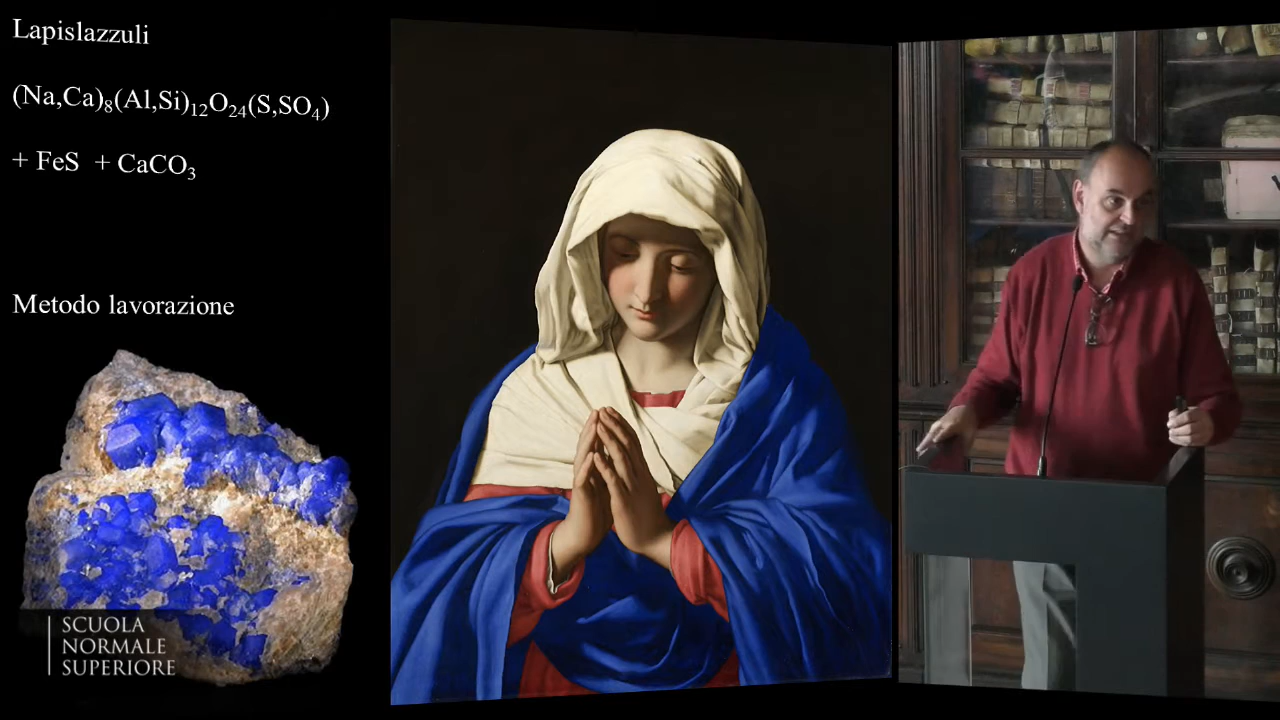 Lapislazzuli
(Na,Ca)₈(Al,Si)₁₂O₂₄(S,SO₄)
+ FeS + CaCO₃
Metodo lavorazione
SCUOLA
NORMALE
SUPERIORE